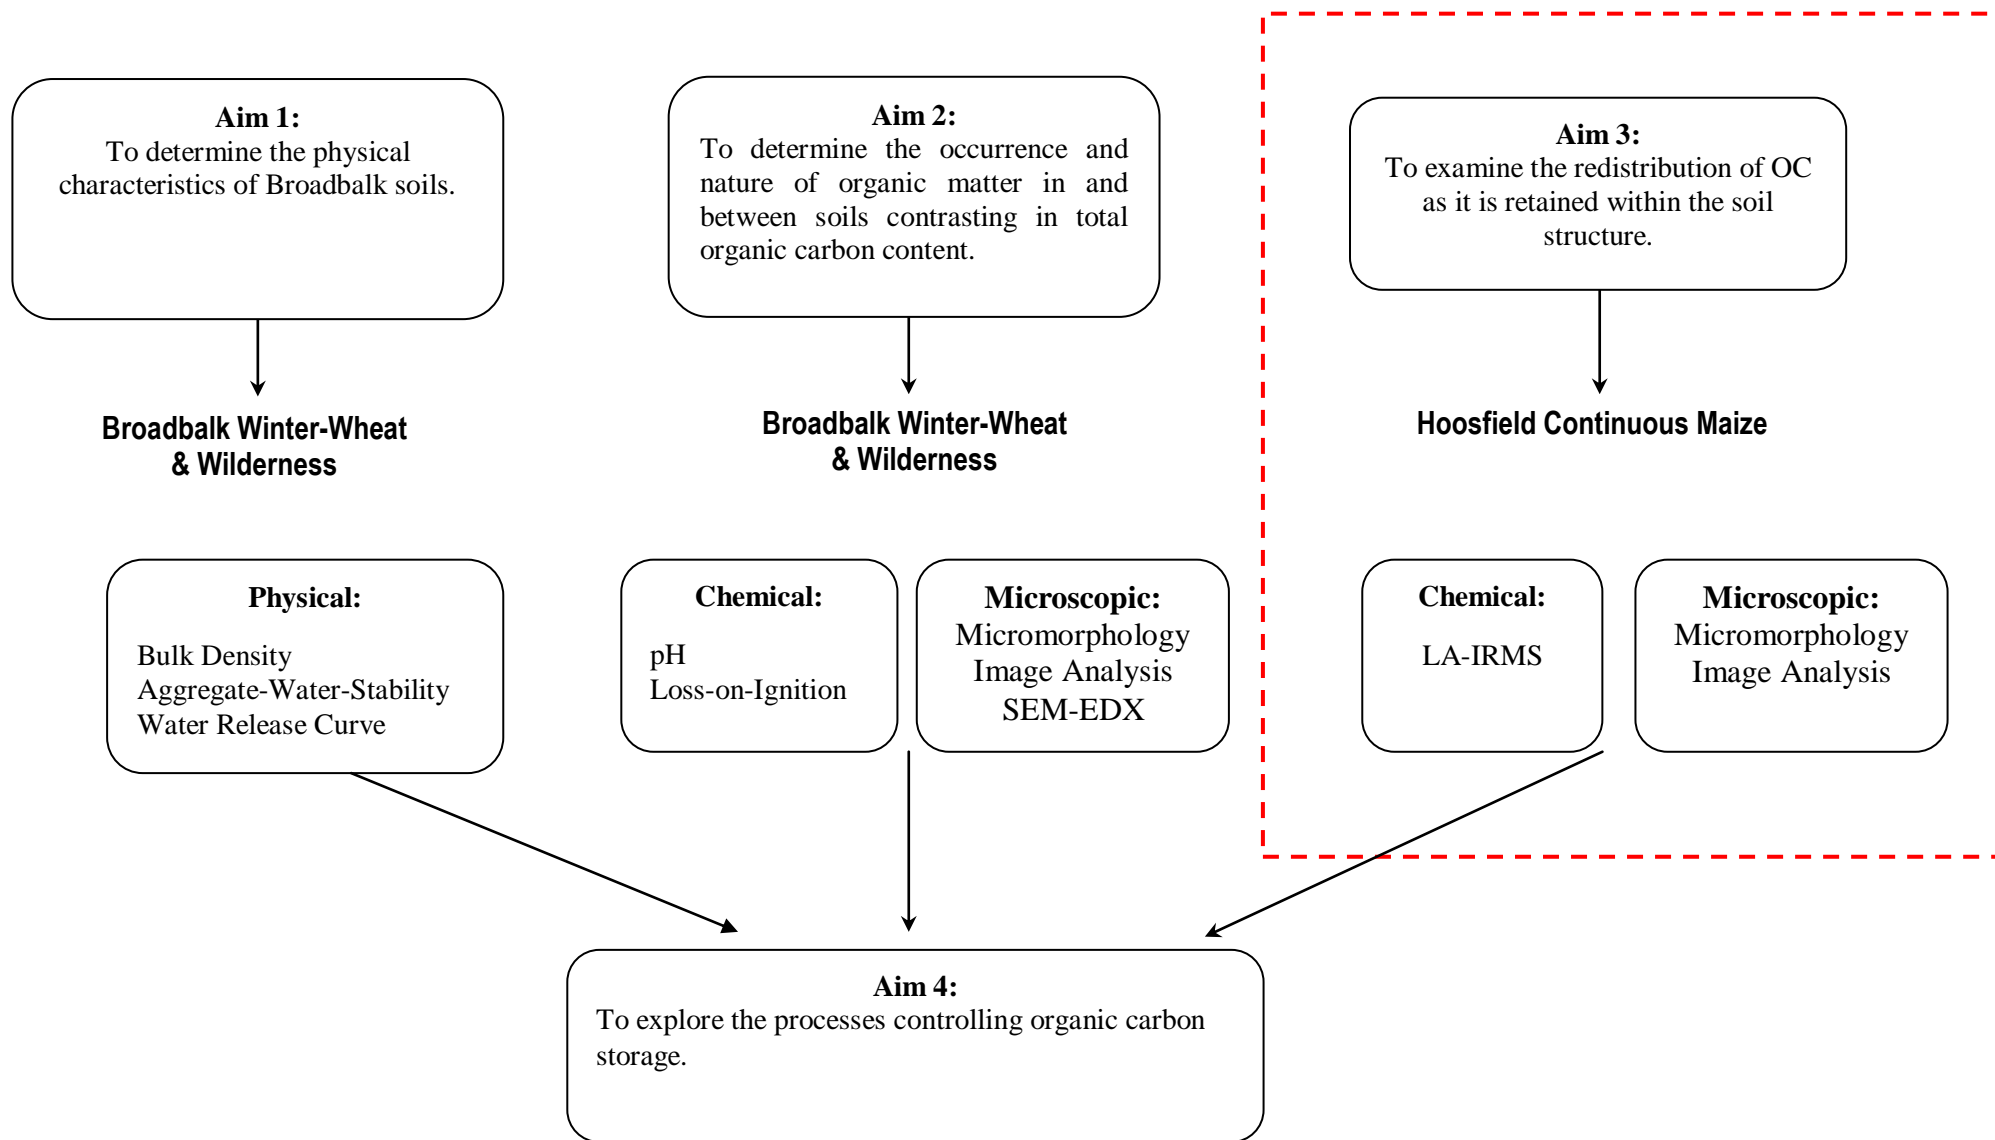 Aim 1:
To determine the physical
characteristics of Broadbalk soils.
Aim 2:
To determine the occurrence and
nature of organic matter in and
between soils contrasting in total
organic carbon content.
Aim 3:
To examine the redistribution of OC
as it is retained within the soil
structure.
Broadbalk Winter-Wheat
& Wilderness
Broadbalk Winter-Wheat
& Wilderness
Hoosfield Continuous Maize
Physical:
Bulk Density
Aggregate-Water-Stability
Water Release Curve
Chemical:
pH
Loss-on-Ignition
Microscopic:
Micromorphology
Image Analysis
SEM-EDX
Chemical:
LA-IRMS
Microscopic:
Micromorphology
Image Analysis
Aim 4:
To explore the processes controlling organic carbon
storage.